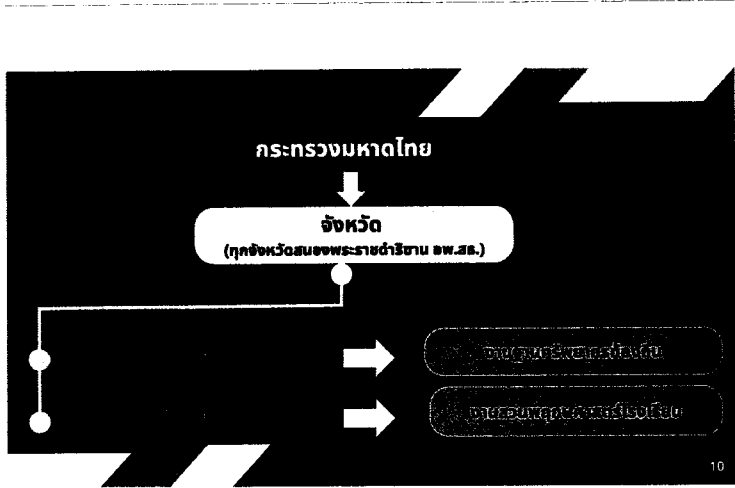 กระทรวงมหาดไทย
จังหวัด
(ทุกจังหวัดสนองพระราชดำริงาน อพ.สธ.)
งานฐานทรัพยากรท้องถิ่น
งานสวนพฤกษศาสตร์โรงเรียน
10